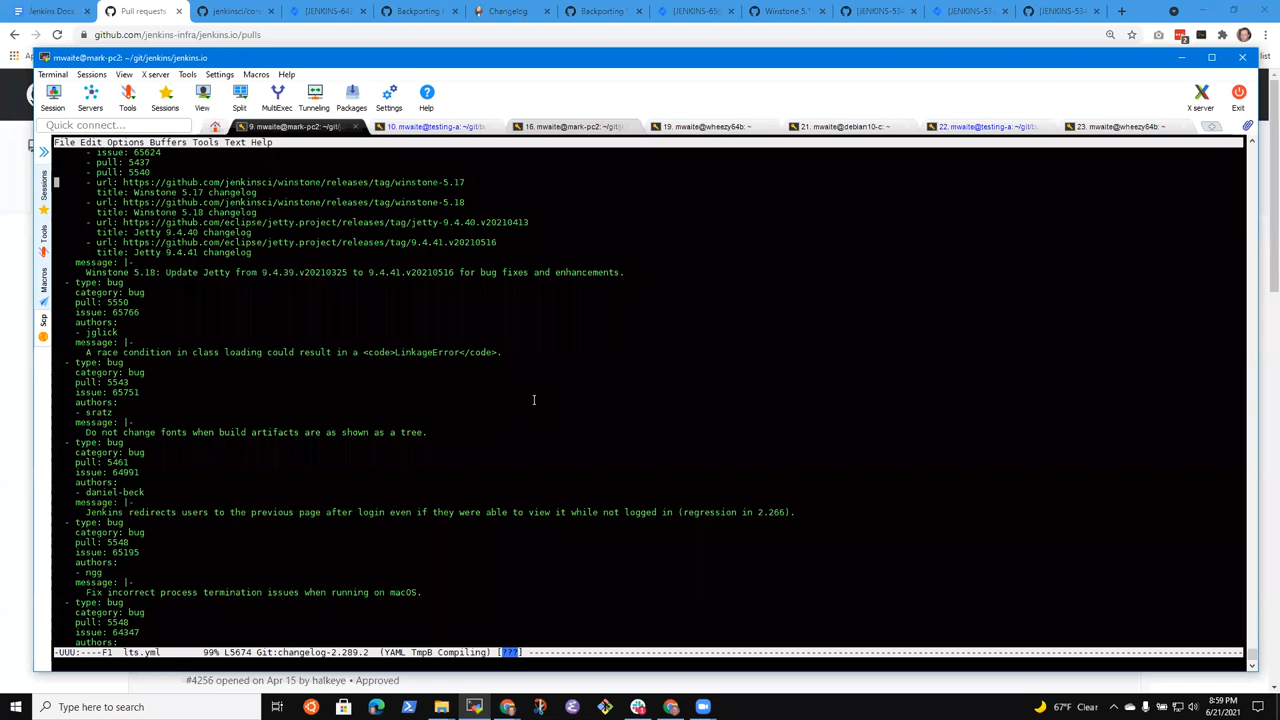 Jenkins Docs
Pull requests
jenkinsci/con
[JENKINS-64
Backporting
Changelog
Backporting
[JENKINS-65
Winstone 5.1
[JENKINS-534
[JENKINS-53
[JENKINS-534
github.com/jenkins-infra/jenkins.io/pulls
mwaite@mark-pc2: ~/git/jenkins/jenkins.io
Terminal Sessions View X server Tools Settings Macros Help
Session Servers Tools Sessions View Split MultiExec Tunneling Packages Settings Help X server Exit
Quick connect...
9. mwaite@mark-pc2: ~/git/j
10. mwaite@testing-a: ~/git/b
16. mwaite@mark-pc2: ~/git/j
19. mwaite@wheezy64b: ~
21. mwaite@debian10-c: ~
22. mwaite@testing-a: ~/git/b
23. mwaite@wheezy64b: ~
File Edit Options Buffers Tools Text Help
- issue: 65624
- pull: 5437
- pull: 5540
- url: https://github.com/jenkinsci/winstone/releases/tag/winstone-5.17
title: Winstone 5.17 changelog
- url: https://github.com/jenkinsci/winstone/releases/tag/winstone-5.18
title: Winstone 5.18 changelog
- url: https://github.com/eclipse/jetty.project/releases/tag/jetty-9.4.40.v20210413
title: Jetty 9.4.40 changelog
- url: https://github.com/eclipse/jetty.project/releases/tag/9.4.41.v20210516
title: Jetty 9.4.41 changelog
message: |-
Winstone 5.18: Update Jetty from 9.4.39.v20210325 to 9.4.41.v20210516 for bug fixes and enhancements.
- type: bug
category: bug
pull: 5550
issue: 65766
authors:
- jglick
message: |-
A race condition in class loading could result in a <code>LinkageError</code>.
- type: bug
category: bug
pull: 5543
issue: 65751
authors:
- sratz
message: |-
Do not change fonts when build artifacts are as shown as a tree.
- type: bug
category: bug
pull: 5461
issue: 64991
authors:
- daniel-beck
message: |-
Jenkins redirects users to the previous page after login even if they were able to view it while not logged in (regression in 2.266).
- type: bug
category: bug
pull: 5548
issue: 65195
authors:
- ngg
message: |-
Fix incorrect process termination issues when running on macOS.
- type: bug
category: bug
pull: 5548
issue: 64347
authors:
-UUU:----F1 lts.yml 99% L5674 Git:changelog-2.289.2 (YAML TmpB Compiling) [???]
Sessions
Tools
Macros
Scp
#4256 opened on Apr 15 by halkeye • Approved
Type here to search
67°F Clear
8:59 PM
6/21/2021